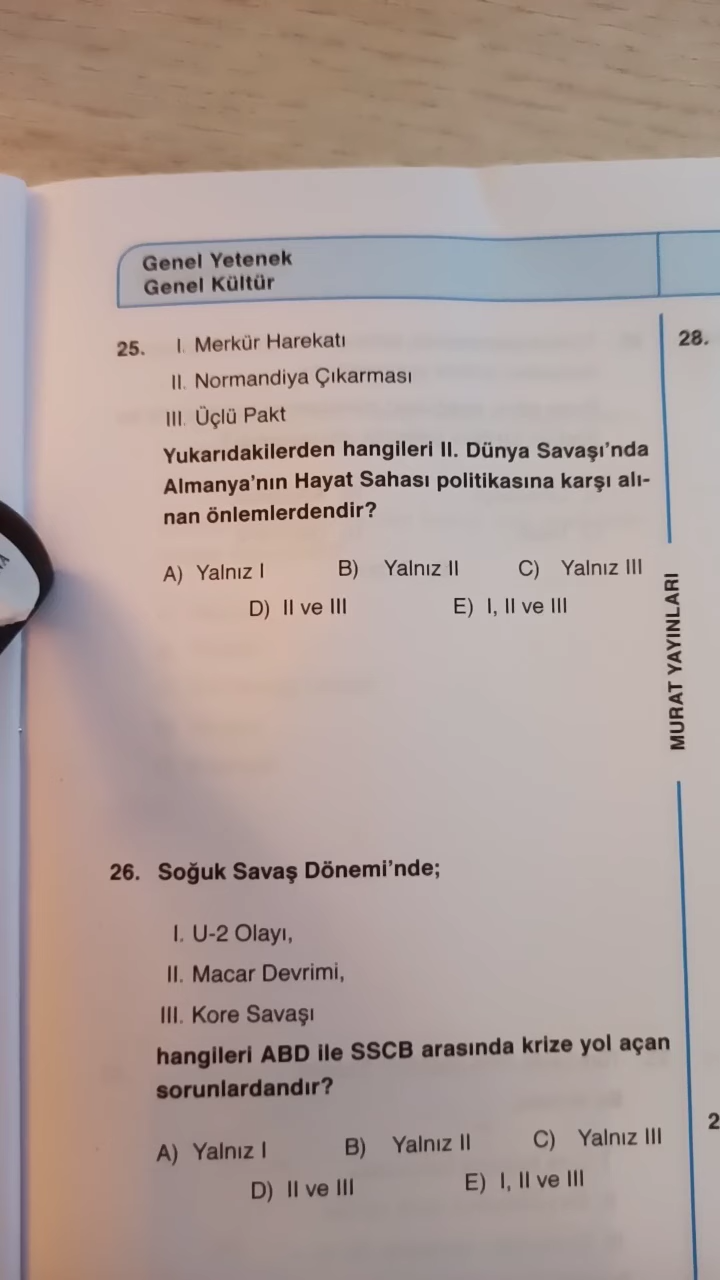 Genel Yetenek
Genel Kültür
25. I. Merkür Harekatı
II. Normandiya Çıkarması
III. Üçlü Pakt
Yukarıdakilerden hangileri II. Dünya Savaşı'nda
Almanya'nın Hayat Sahası politikasına karşı alı-
nan önlemlerdendir?
A) Yalnız I B) Yalnız II C) Yalnız III
D) II ve III E) I, II ve III
26. Soğuk Savaş Dönemi'nde;
I. U-2 Olayı,
II. Macar Devrimi,
III. Kore Savaşı
hangileri ABD ile SSCB arasında krize yol açan
sorunlardandır?
A) Yalnız I B) Yalnız II C) Yalnız III
D) II ve III E) I, II ve III
MURAT YAYINLARI
28.